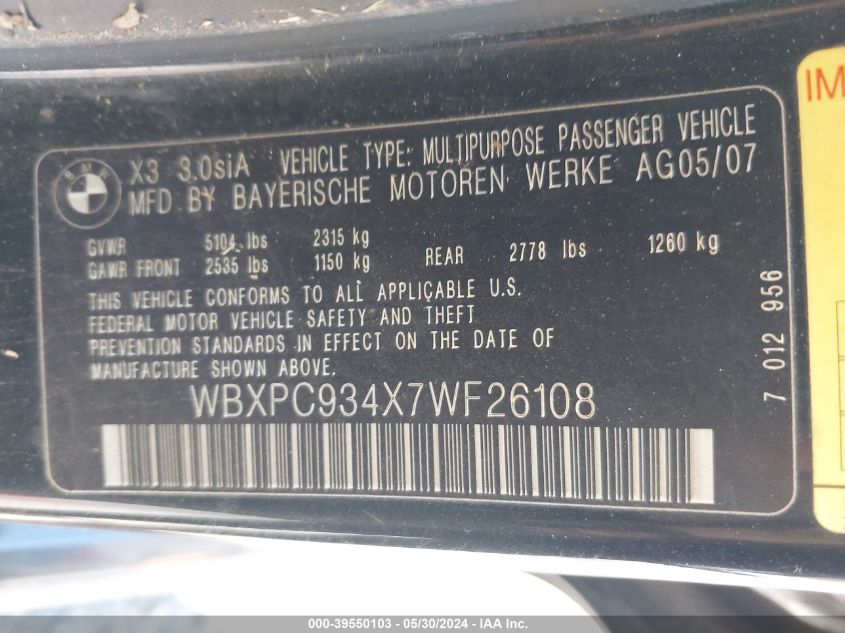 BMW
X3 3.0siA VEHICLE TYPE: MULTIPURPOSE PASSENGER VEHICLE
MFD BY BAYERISCHE MOTOREN WERKE AG05/07
GVWR 5104 lbs 2315 kg
GAWR FRONT 2535 lbs 1150 kg REAR 2778 lbs 1260 kg
THIS VEHICLE CONFORMS TO ALL APPLICABLE U.S.
FEDERAL MOTOR VEHICLE SAFETY AND THEFT
PREVENTION STANDARDS IN EFFECT ON THE DATE OF
MANUFACTURE SHOWN ABOVE.
WBXPC934X7WF26108
7 012 956
IM
000-39550103 - 05/30/2024 - IAA Inc.